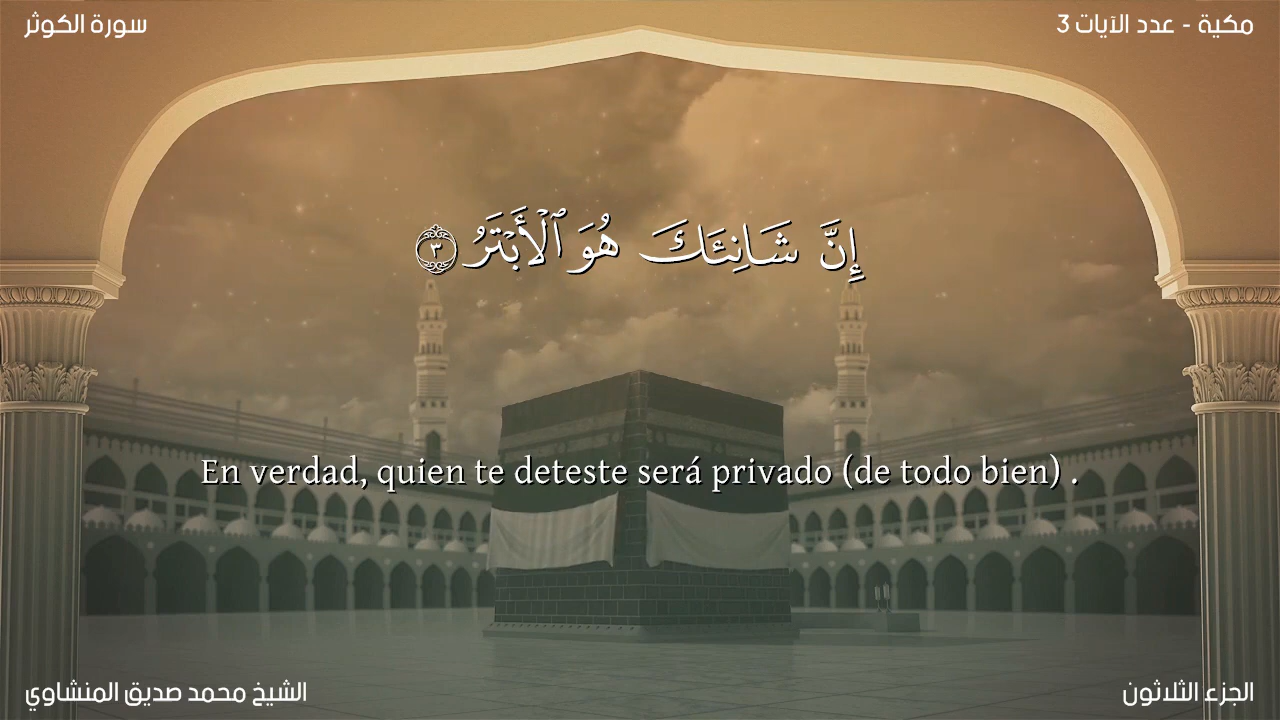 سورة الكوثر
مكية - عدد الآيات 3
إِنَّ شَانِئَكَ هُوَ ٱلْأَبْتَرُ ٣
En verdad, quien te deteste será privado (de todo bien) .
الشيخ محمد صديق المنشاوي
الجزء الثلاثون